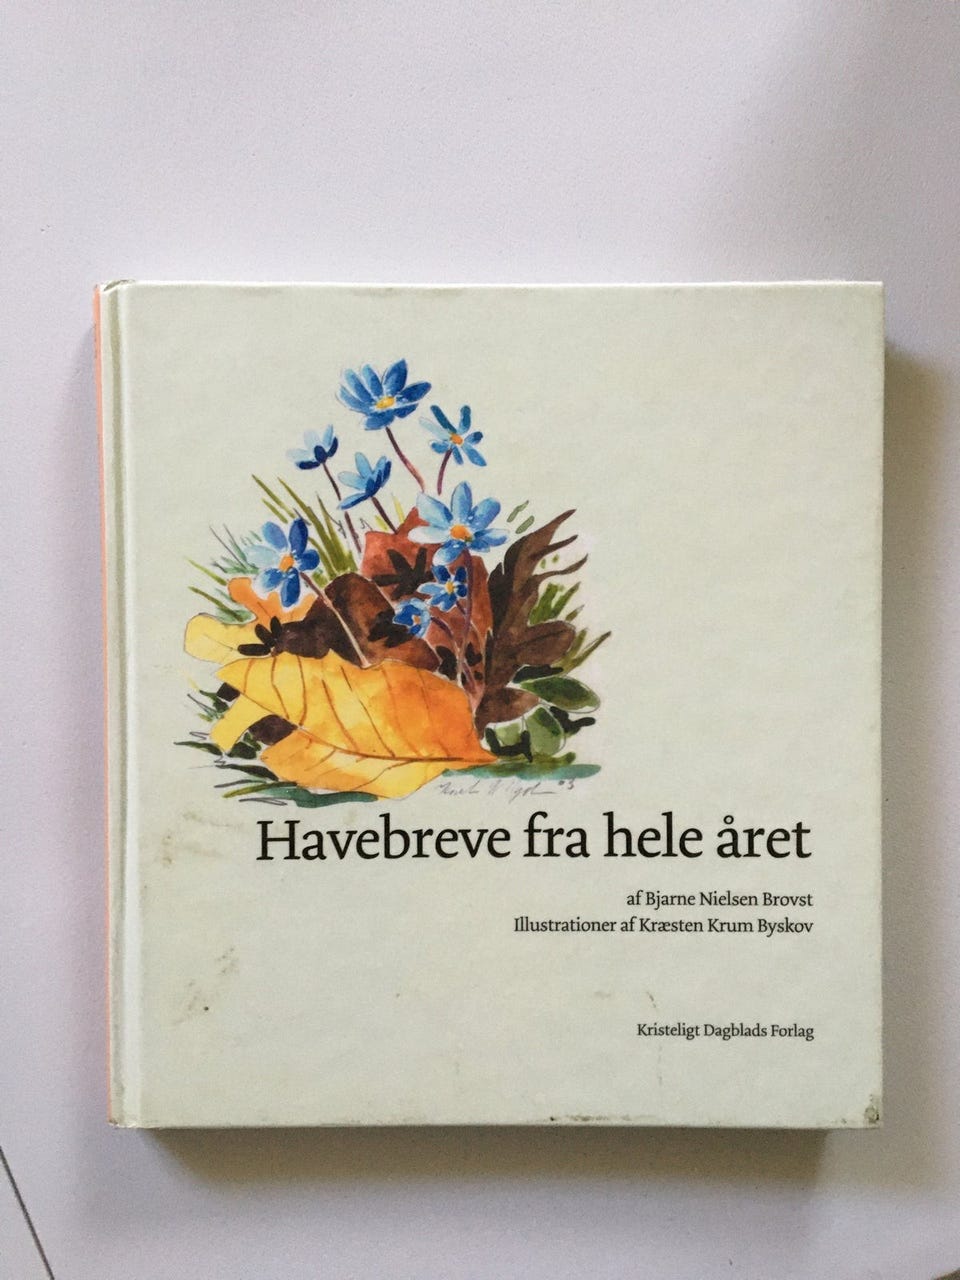 Havebreve fra hele året
af Bjarne Nielsen Brovst
Illustrationer af Kræsten Krum Byskov
Kristeligt Dagblads Forlag